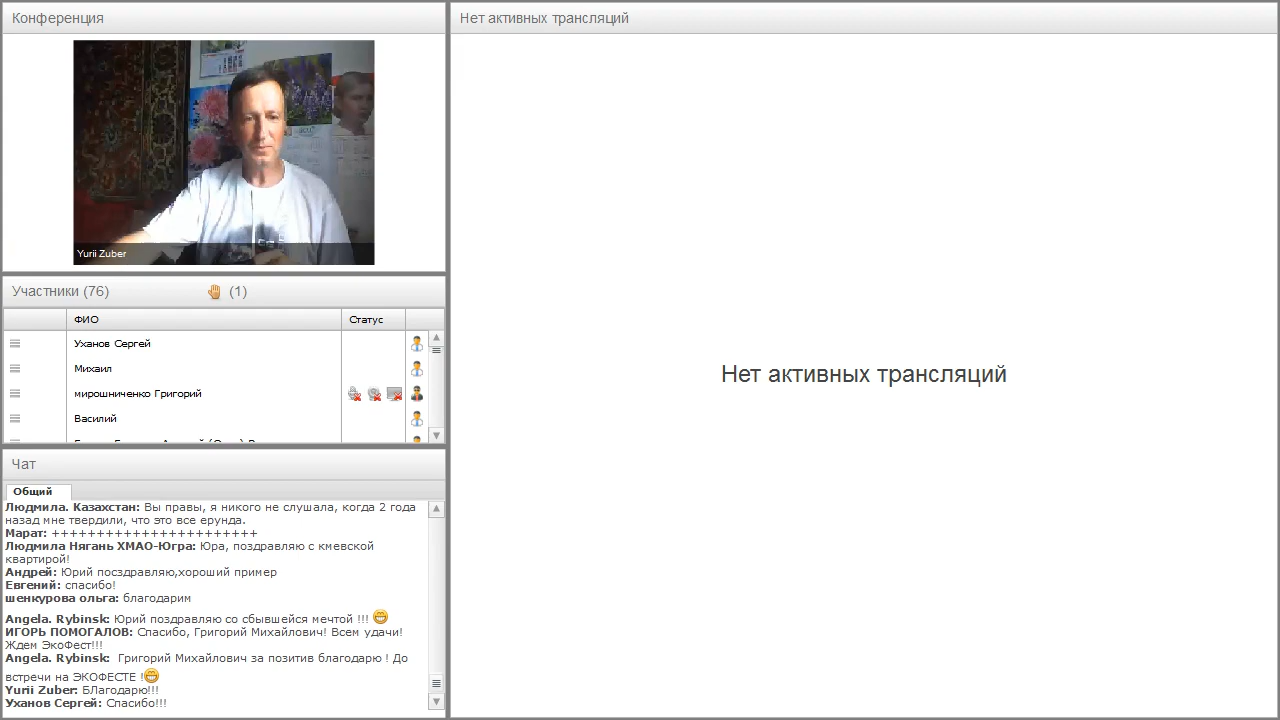 Конференция
Нет активных трансляций
Yurii Zuber
Участники (76) (1)
ФИО Статус
Уханов Сергей
Михаил
мирошниченко Григорий
Василий
Нет активных трансляций
Чат
Общий
Людмила. Казахстан: Вы правы, я никого не слушала, когда 2 года
назад мне твердили, что это все ерунда.
Марат: +++++++++++++++++++++++
Людмила Нягань ХМАО-Югра: Юра, поздравляю с кмевской
квартирой!
Андрей: Юрий посздравляю,хороший пример
Евгений: спасибо!
шенкурова ольга: благодарим
Angela. Rybinsk: Юрий поздравляю со сбывшейся мечтой !!!
ИГОРЬ ПОМОГАЛОВ: Спасибо, Григорий Михайлович! Всем удачи!
Ждем ЭкоФест!!!
Angela. Rybinsk: Григорий Михайлович за позитив благодарю ! До
встречи на ЭКОФЕСТЕ !
Yurii Zuber: БЛагодарю!!!
Уханов Сергей: Спасибо!!!